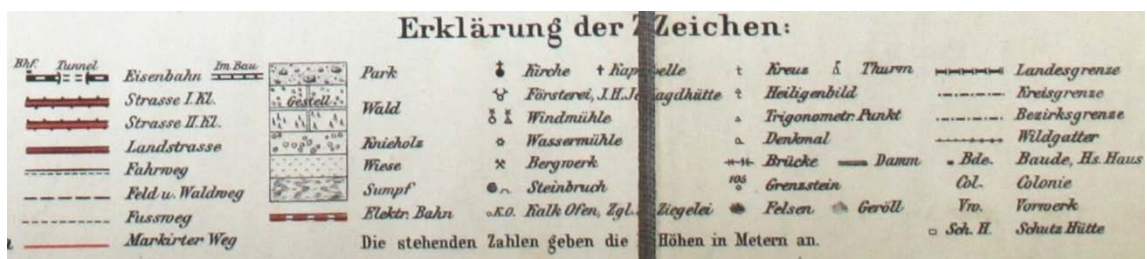 Erklärung der Zeichen:
Bhf. Tunnel
Eisenbahn
Im Bau
Strasse I.Kl.
Strasse II.Kl.
Landstrasse
Fahrweg
Feld u. Waldweg
Fussweg
Markirter Weg
Park
Gestell
Wald
Knieholz
Wiese
Sumpf
Elektr. Bahn
Kirche Kapelle
Försterei, J.H. Jagdhütte
Windmühle
Wassermühle
Bergwerk
Steinbruch
K.O. Kalk Ofen, Zgl. Ziegelei
Kreuz Thurm
Heiligenbild
Trigonometr. Punkt
Denkmal
Brücke Damm
105 Grenzstein
Felsen Geröll
Landesgrenze
Kreisgrenze
Bezirksgrenze
Wildgatter
Bde. Baude, Hs. Haus
Col. Colonie
Vw. Vorwerk
Sch. H. Schutz Hütte
Die stehenden Zahlen geben die Höhen in Metern an.